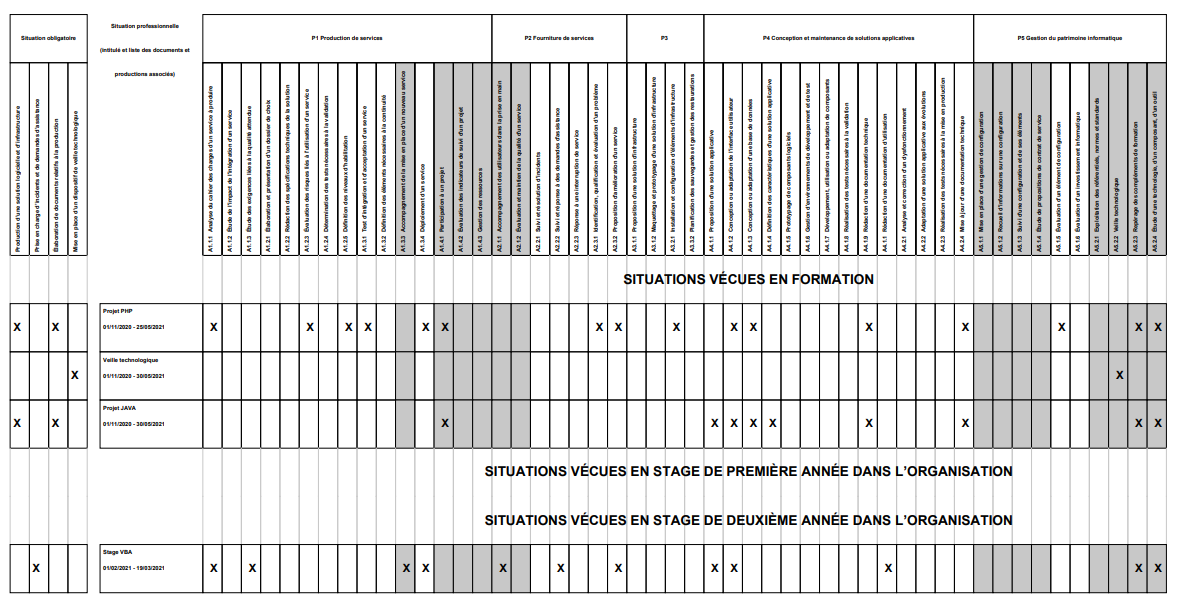 Situation obligatoire
Situation professionnelle
(intitulé et liste des documents et
productions associés)
P1 Production de services
P2 Fourniture de services
P3
P4 Conception et maintenance de solutions applicatives
P5 Gestion du patrimoine informatique
Production d'une solution logicielle et d'infrastructure
Prise en charge d'incidents et de demandes d'assistance
Élaboration de documents relatifs à la production
Mise en place d'un dispositif de veille technologique
A1.1.1 Analyse du cahier des charges d'un service à produire
A1.1.2 Étude de l'impact de l'intégration d'un service
A1.1.3 Étude des exigences liées à la qualité attendue
A1.2.1 Élaboration et présentation d'un dossier de choix
A1.2.2 Rédaction des spécifications techniques de la solution
A1.2.3 Évaluation des risques liés à l'utilisation d'un service
A1.2.4 Détermination des tests nécessaires à la validation
A1.2.5 Définition des niveaux d'habilitation
A1.3.1 Test d'intégration et d'acceptation d'un service
A1.3.2 Définition des éléments nécessaires à la continuité
A1.3.3 Accompagnement de la mise en place d'un nouveau service
A1.3.4 Déploiement d'un service
A1.4.1 Participation à un projet
A1.4.2 Évaluation des indicateurs de suivi d'un projet
A1.4.3 Gestion des ressources
A2.1.1 Accompagnement des utilisateurs dans la prise en main
A2.1.2 Évaluation et maintien de la qualité d'un service
A2.2.1 Suivi et résolution d'incidents
A2.2.2 Suivi et réponse à des demandes d'assistance
A2.2.3 Réponse à une interruption de service
A2.3.1 Identification, qualification et évaluation d'un problème
A2.3.2 Proposition d'amélioration d'un service
A3.1.1 Proposition d'une solution d'infrastructure
A3.1.2 Maquettage et prototypage d'une solution d'infrastructure
A3.2.1 Installation et configuration d'éléments d'infrastructure
A3.3.2 Planification des sauvegardes et gestion des restaurations
A4.1.1 Proposition d'une solution applicative
A4.1.2 Conception ou adaptation de l'interface utilisateur
A4.1.3 Conception ou adaptation d'une base de données
A4.1.4 Définition des caractéristiques d'une solution applicative
A4.1.5 Prototypage de composants logiciels
A4.1.6 Gestion d'environnements de développement et de test
A4.1.7 Développement, utilisation ou adaptation de composants
A4.1.8 Réalisation des tests nécessaires à la validation
A4.1.9 Rédaction d'une documentation technique
A4.1.1 Rédaction d'une documentation d'utilisation
A4.2.1 Analyse et correction d'un dysfonctionnement
A4.2.2 Adaptation d'une solution applicative aux évolutions
A4.2.3 Réalisation des tests nécessaires à la mise en production
A4.2.4 Mise à jour d'une documentation technique
A5.1.1 Mise en place d'une gestion de configuration
A5.1.2 Recueil d'informations sur une configuration
A5.1.3 Suivi d'une configuration et de ses éléments
A5.1.4 Étude de propositions de contrat de service
A5.1.5 Évaluation d'un élément de configuration
A5.1.6 Évaluation d'un investissement informatique
A5.2.1 Exploitation des référentiels, normes et standards
A5.2.2 Veille technologique
A5.2.3 Repérage des compléments de formation
A5.2.4 Étude d'une technologie, d'un composant, d'un outil
SITUATIONS VÉCUES EN FORMATION
Projet PHP
01/11/2020 - 25/05/2021
X X X X X X X X X X X X X X X X X X
Veille technologique
01/11/2020 - 30/05/2021
X X
Projet JAVA
01/11/2020 - 30/05/2021
X X X X X X X X X X X
SITUATIONS VÉCUES EN STAGE DE PREMIÈRE ANNÉE DANS L'ORGANISATION
SITUATIONS VÉCUES EN STAGE DE DEUXIÈME ANNÉE DANS L'ORGANISATION
Stage VBA
01/02/2021 - 19/03/2021
X X X X X X X X X X X X X